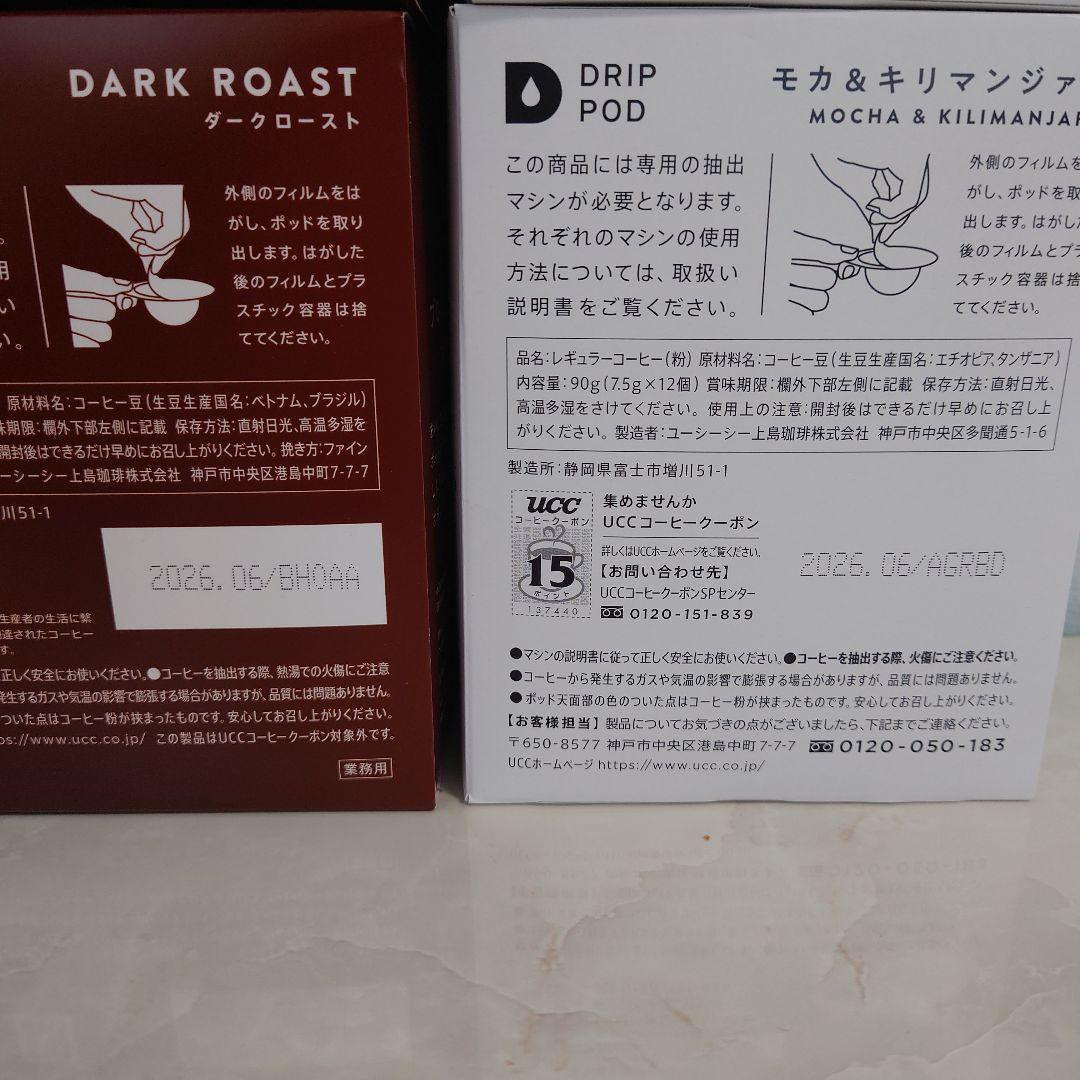 DARK ROAST
ダークロースト
外側のフィルムをは
がし、ポッドを取り
出します。はがした
後のフィルムとプラ
スチック容器は捨
ててください。
。
用
い
い。
原材料名:コーヒー豆(生豆生産国名:ベトナム、ブラジル)
味期限:欄外下部左側に記載 保存方法:直射日光、高温多湿を
開封後はできるだけ早めにお召し上がりください。挽き方:ファイン
ーシーシー上島珈琲株式会社 神戸市中央区港島中町7-7-7
川51-1
2026.06/BHOAA
生産者の生活に繋
達されたコーヒー
す。
正しく安全にお使いください。●コーヒーを抽出する際、熱湯での火傷にご注意
発生するガスや気温の影響で膨張する場合がありますが、品質には問題ありません。
ついた点はコーヒー粉が挟まったものです。安心してお召し上がりください。
ps://www.ucc.co.jp/ この製品はUCCコーヒークーポン対象外です。
業務用
DRIP
POD
モカ&キリマンジァ
MOCHA & KILIMANJAR
この商品には専用の抽出
マシンが必要となります。
それぞれのマシンの使用
方法については、取扱い
説明書をご覧ください。
外側のフィルムを
がし、ポッドを取
出します。はがした
後のフィルムとプラ
スチック容器は捨
ててください。
品名:レギュラーコーヒー(粉) 原材料名:コーヒー豆(生豆生産国名:エチオピア、タンザニア)
内容量:90g(7.5g×12個) 賞味期限:欄外下部左側に記載 保存方法:直射日光、
高温多湿をさけてください。使用上の注意:開封後はできるだけ早めにお召し上
がりください。製造者:ユーシーシー上島珈琲株式会社 神戸市中央区多聞通5-1-6
製造所:静岡県富士市増川51-1
ucc
コーヒークーポン
15
ポイント
137440
集めませんか
UCCコーヒークーポン
詳しくはUCCホームページをご覧ください。
【お問い合わせ先】
UCCコーヒークーポンSPセンター
0120-151-839
2026.06/AGRBD
●マシンの説明書に従って正しく安全にお使いください。●コーヒーを抽出する際、火傷にご注意ください。
●コーヒーから発生するガスや気温の影響で膨張する場合がありますが、品質には問題ありません。
●ポッド天面部の色のついた点はコーヒー粉が挟まったものです。安心してお召し上がりください。
【お客様担当】製品についてお気づきの点がございましたら、下記までご連絡ください。
〒650-8577 神戸市中央区港島中町7-7-7 0120-050-183
UCCホームページ https://www.ucc.co.jp/